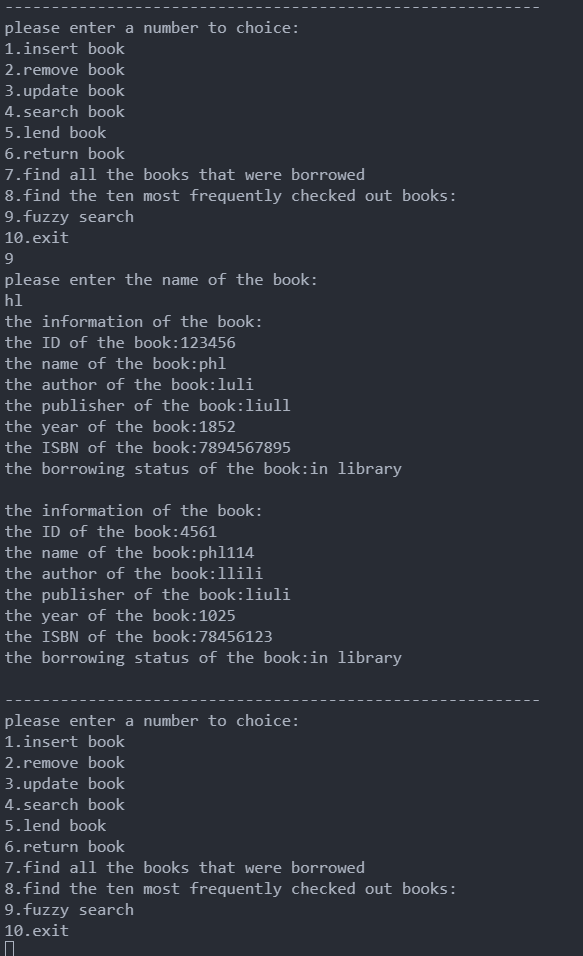 ----------------------------------------------------------
please enter a number to choice:
1.insert book
2.remove book
3.update book
4.search book
5.lend book
6.return book
7.find all the books that were borrowed
8.find the ten most frequently checked out books:
9.fuzzy search
10.exit
9
please enter the name of the book:
hl
the information of the book:
the ID of the book:123456
the name of the book:phl
the author of the book:luli
the publisher of the book:liull
the year of the book:1852
the ISBN of the book:7894567895
the borrowing status of the book:in library

the information of the book:
the ID of the book:4561
the name of the book:phl114
the author of the book:llili
the publisher of the book:liuli
the year of the book:1025
the ISBN of the book:78456123
the borrowing status of the book:in library

----------------------------------------------------------
please enter a number to choice:
1.insert book
2.remove book
3.update book
4.search book
5.lend book
6.return book
7.find all the books that were borrowed
8.find the ten most frequently checked out books:
9.fuzzy search
10.exit